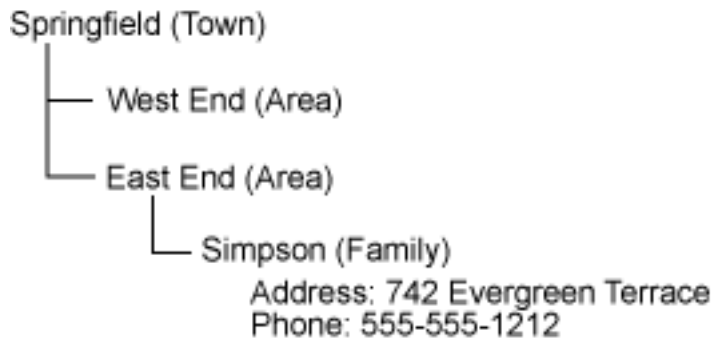 Springfield (Town)
West End (Area)
East End (Area)
Simpson (Family)
Address: 742 Evergreen Terrace
Phone: 555-555-1212